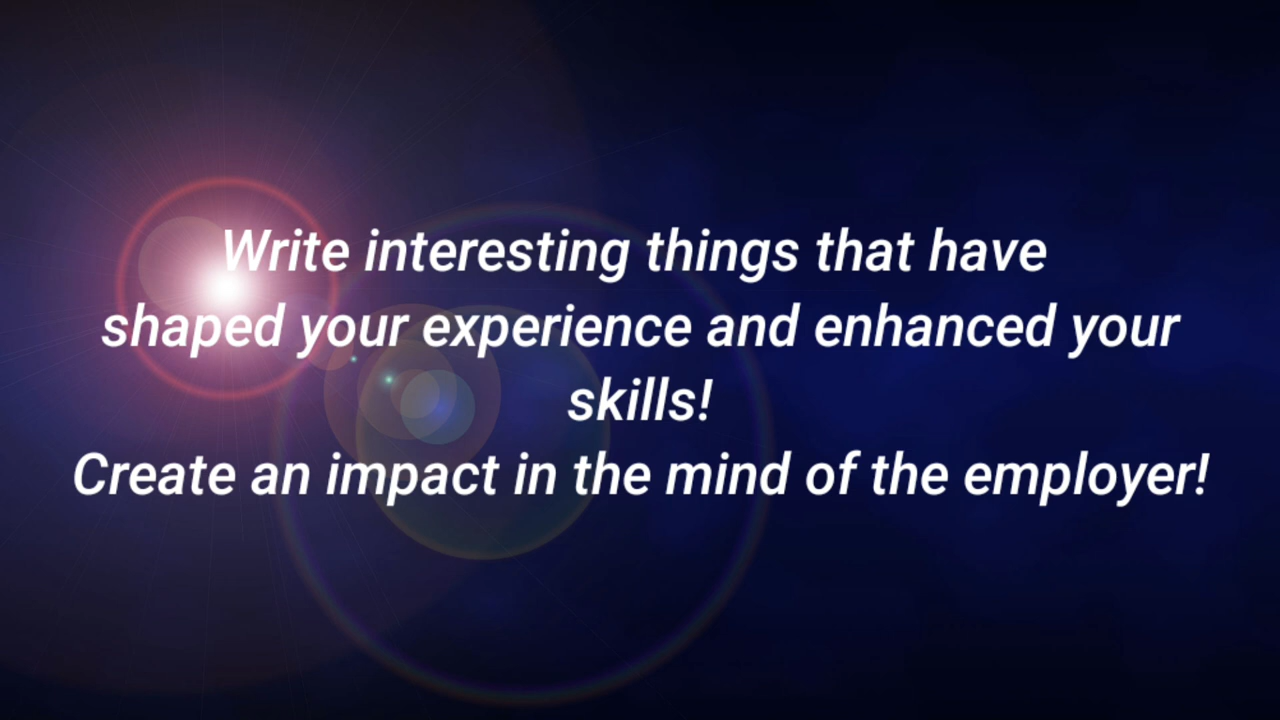 Write interesting things that have
shaped your experience and enhanced your
skills!
Create an impact in the mind of the employer!